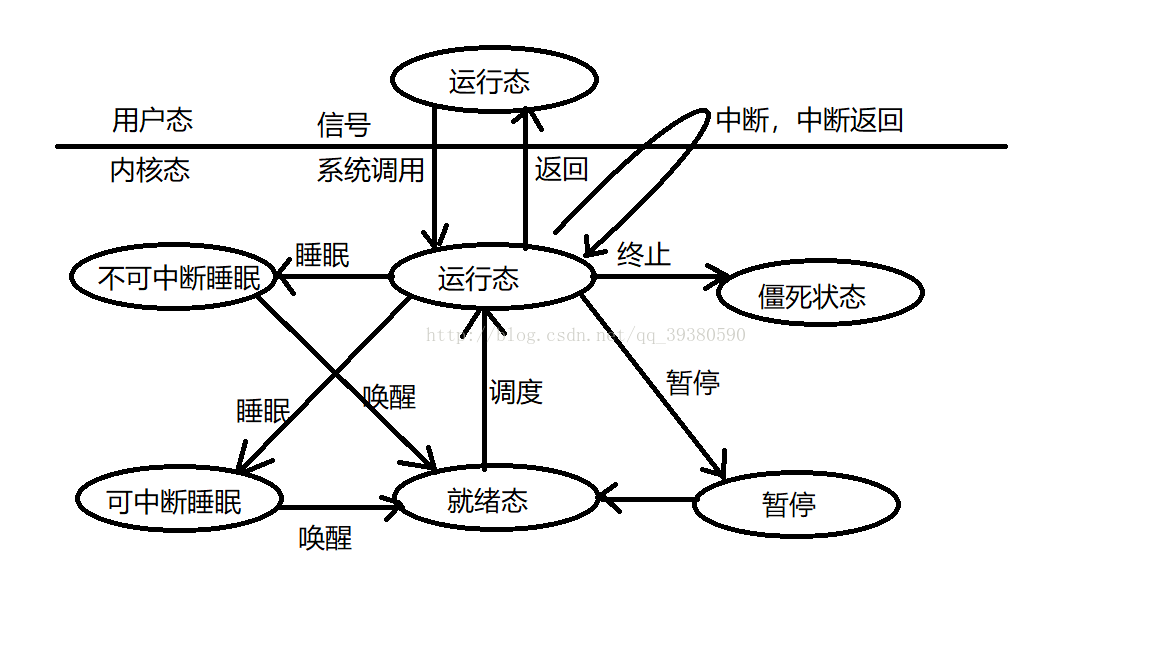 运行态
用户态
信号
中断，中断返回
内核态
系统调用
返回
睡眠
终止
不可中断睡眠
运行态
僵死状态
http://blog.csdn.net/qq_39380590
暂停
睡眠
唤醒
调度
可中断睡眠
就绪态
暂停
唤醒